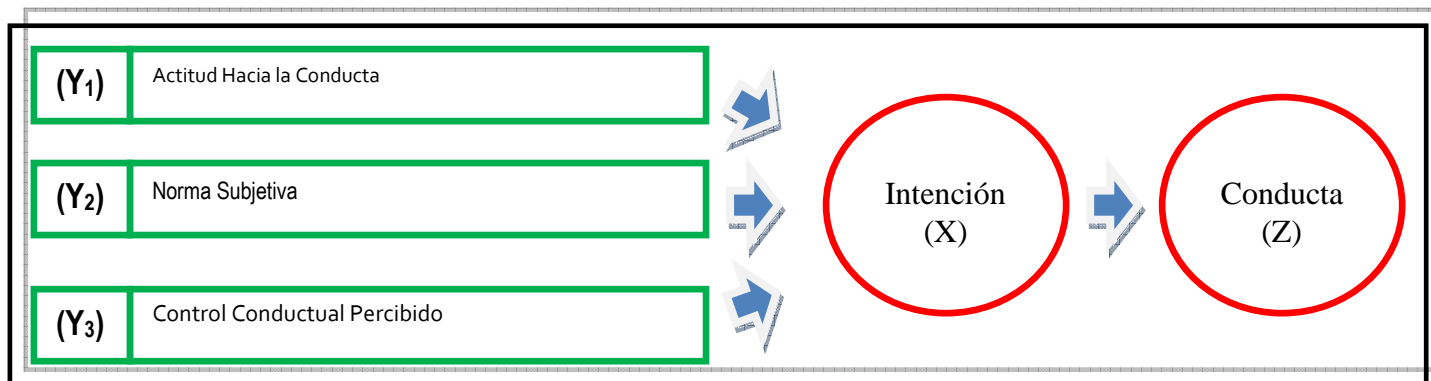 (Y₁) Actitud Hacia la Conducta
(Y₂) Norma Subjetiva
(Y₃) Control Conductual Percibido
Intención
(X)
Conducta
(Z)